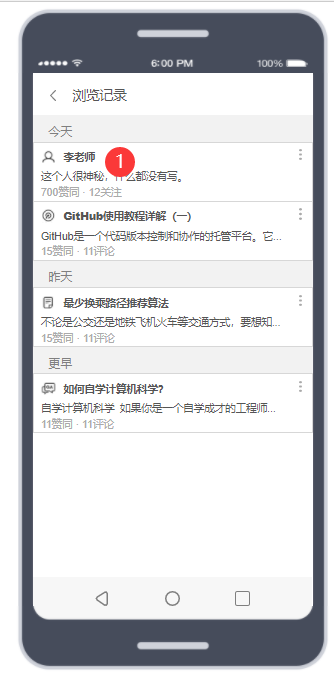 6:00 PM 100%
浏览记录
今天
李老师
1
这个人很神秘，什么都没有写。
700赞同 · 12关注
GitHub使用教程详解（一）
GitHub是一个代码版本控制和协作的托管平台。它...
15赞同 · 11评论
昨天
最少换乘路径推荐算法
不论是公交还是地铁飞机火车等交通方式，要想知...
15赞同 · 11评论
更早
如何自学计算机科学?
自学计算机科学 如果你是一个自学成才的工程师...
11赞同 · 11评论